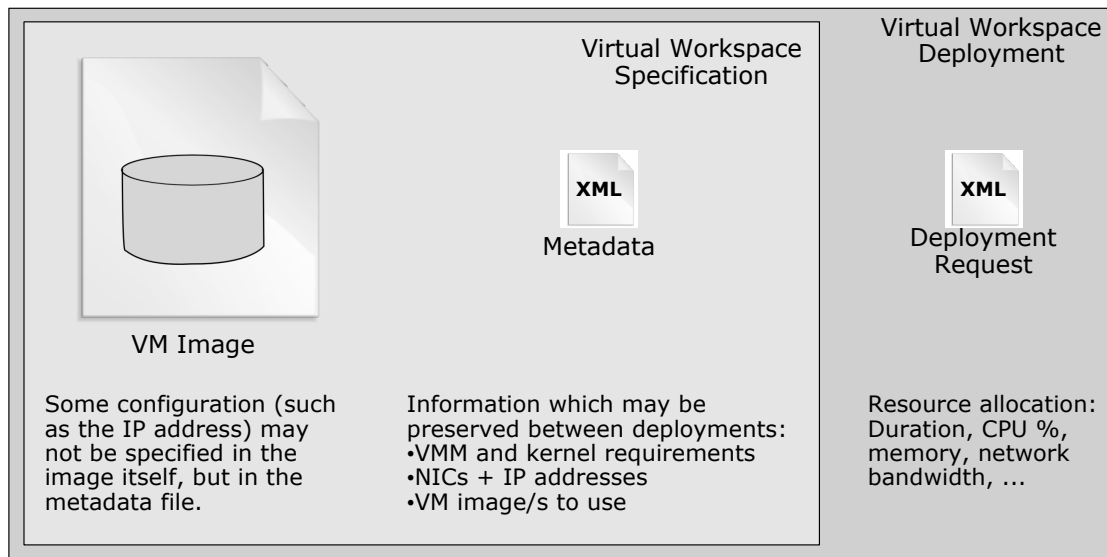 Virtual Workspace
Specification
Virtual Workspace
Deployment
XML
Metadata
XML
Deployment
Request
VM Image
Some configuration (such
as the IP address) may
not be specified in the
image itself, but in the
metadata file.
Information which may be
preserved between deployments:
•VMM and kernel requirements
•NICs + IP addresses
•VM image/s to use
Resource allocation:
Duration, CPU %,
memory, network
bandwidth, ...